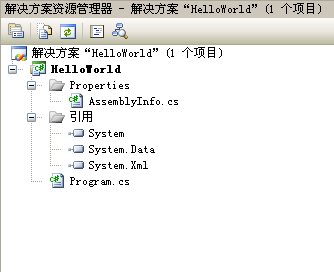 解决方案资源管理器 - 解决方案“HelloWorld”(1 个项目)
解决方案“HelloWorld”(1 个项目)
HelloWorld
Properties
AssemblyInfo.cs
引用
System
System.Data
System.Xml
Program.cs